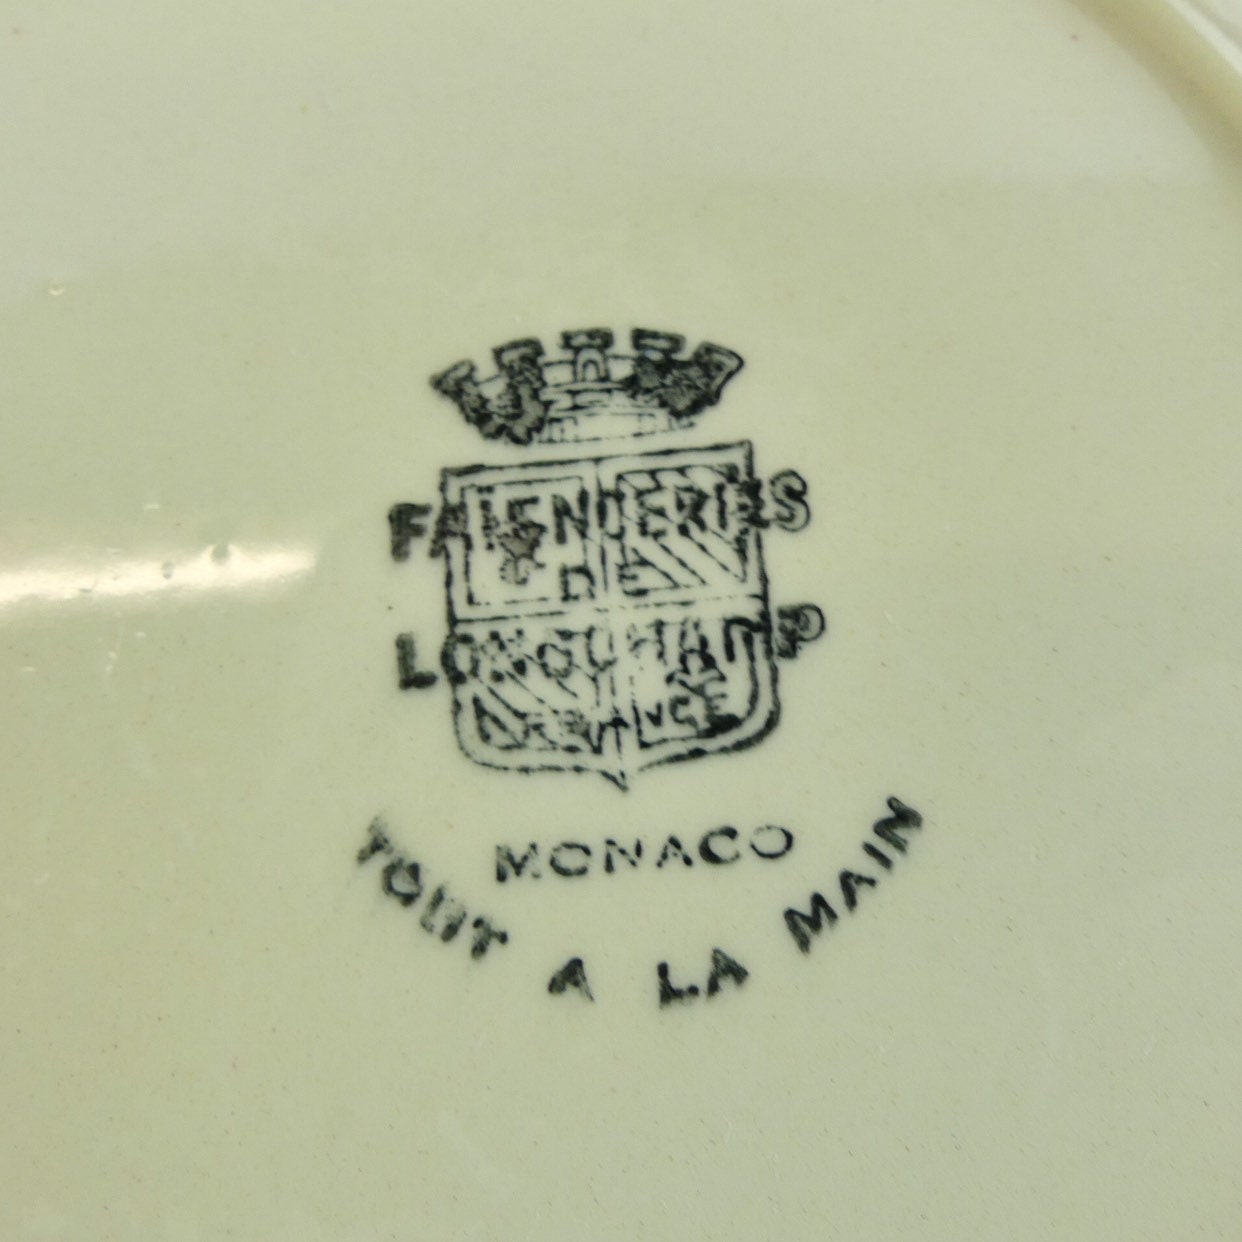 FAIENCERIES
DE
LONGCHAMP
FRANCE
MONACO
TOUT A LA MAIN